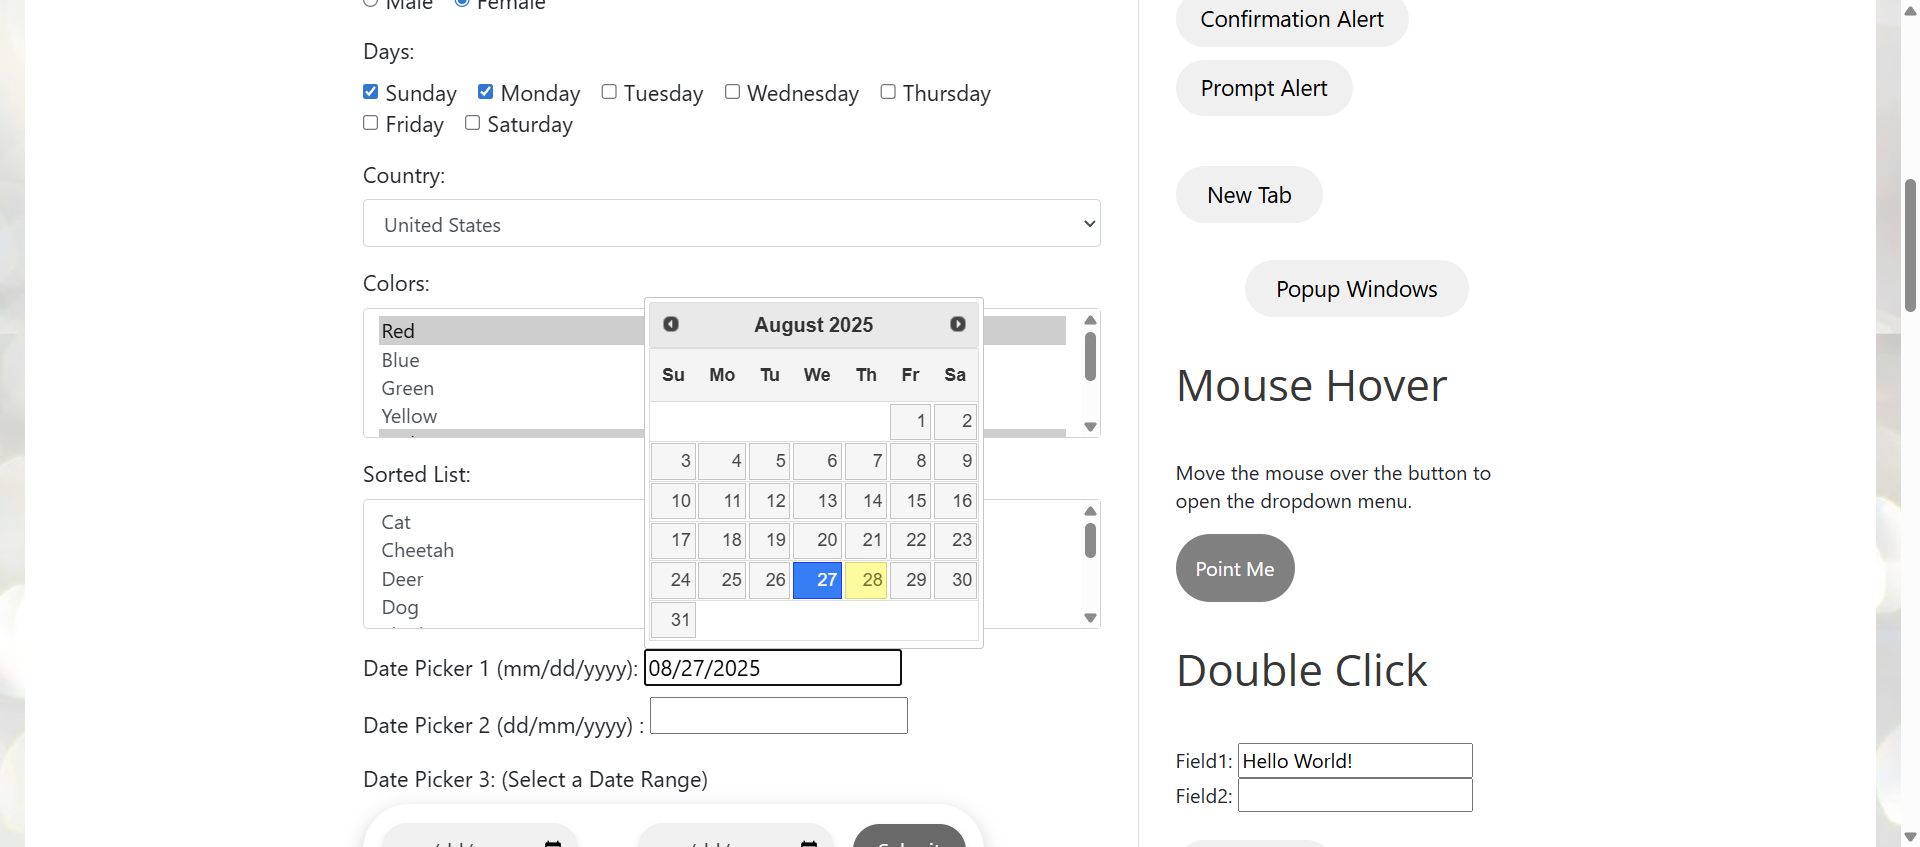 Male Female
Days:
Sunday Monday Tuesday Wednesday Thursday
Friday Saturday
Country:
United States
Colors:
Red
Blue
Green
Yellow
August 2025
Su Mo Tu We Th Fr Sa
1 2
3 4 5 6 7 8 9
10 11 12 13 14 15 16
17 18 19 20 21 22 23
24 25 26 27 28 29 30
31
Sorted List:
Cat
Cheetah
Deer
Dog
Date Picker 1 (mm/dd/yyyy): 08/27/2025
Date Picker 2 (dd/mm/yyyy) :
Date Picker 3: (Select a Date Range)
Confirmation Alert
Prompt Alert
New Tab
Popup Windows
Mouse Hover
Move the mouse over the button to
open the dropdown menu.
Point Me
Double Click
Field1: Hello World!
Field2: